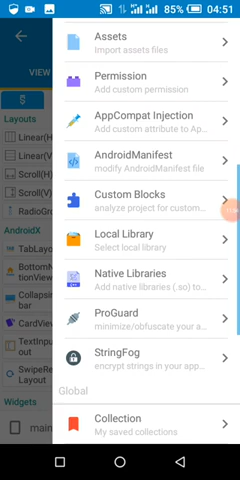 85% 04:51
Assets
Import assets files
VIEW
Permission
Add custom permission
S
Layouts
AppCompat Injection
Add custom attribute to Ap...
Linear(H
Linear(V
AndroidManifest
modify AndroidManifest file
Scroll(H)
Scroll(V)
Custom Blocks
analyze project for custom...
RadioGro
AndroidX
Local Library
Select local library
TabLayo
BottomN
tionView
Native Libraries
Add native libraries (.so) to...
Collapsin
bar
ProGuard
minimize/obfuscate your a...
CardView
TextInpu
out
StringFog
encrypt strings in your app...
SwipeRe
Layout
Global
Widgets
Collection
My saved collections
main